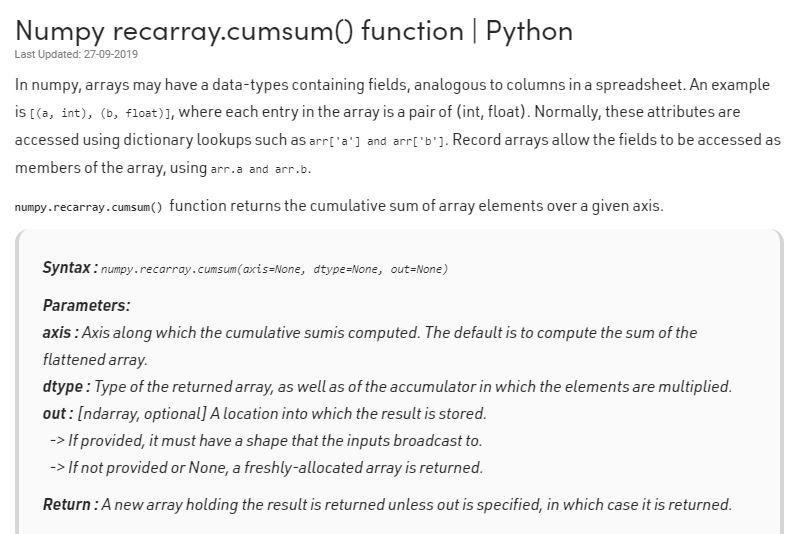 Numpy recarray.cumsum() function | Python
Last Updated: 27-09-2019
In numpy, arrays may have a data-types containing fields, analogous to columns in a spreadsheet. An example
is [(a, int), (b, float)], where each entry in the array is a pair of (int, float). Normally, these attributes are
accessed using dictionary lookups such as arr['a'] and arr['b']. Record arrays allow the fields to be accessed as
members of the array, using arr.a and arr.b.
numpy.recarray.cumsum() function returns the cumulative sum of array elements over a given axis.
Syntax : numpy.recarray.cumsum(axis=None, dtype=None, out=None)
Parameters:
axis : Axis along which the cumulative sumis computed. The default is to compute the sum of the
flattened array.
dtype : Type of the returned array, as well as of the accumulator in which the elements are multiplied.
out : [ndarray, optional] A location into which the result is stored.
-> If provided, it must have a shape that the inputs broadcast to.
-> If not provided or None, a freshly-allocated array is returned.
Return : A new array holding the result is returned unless out is specified, in which case it is returned.